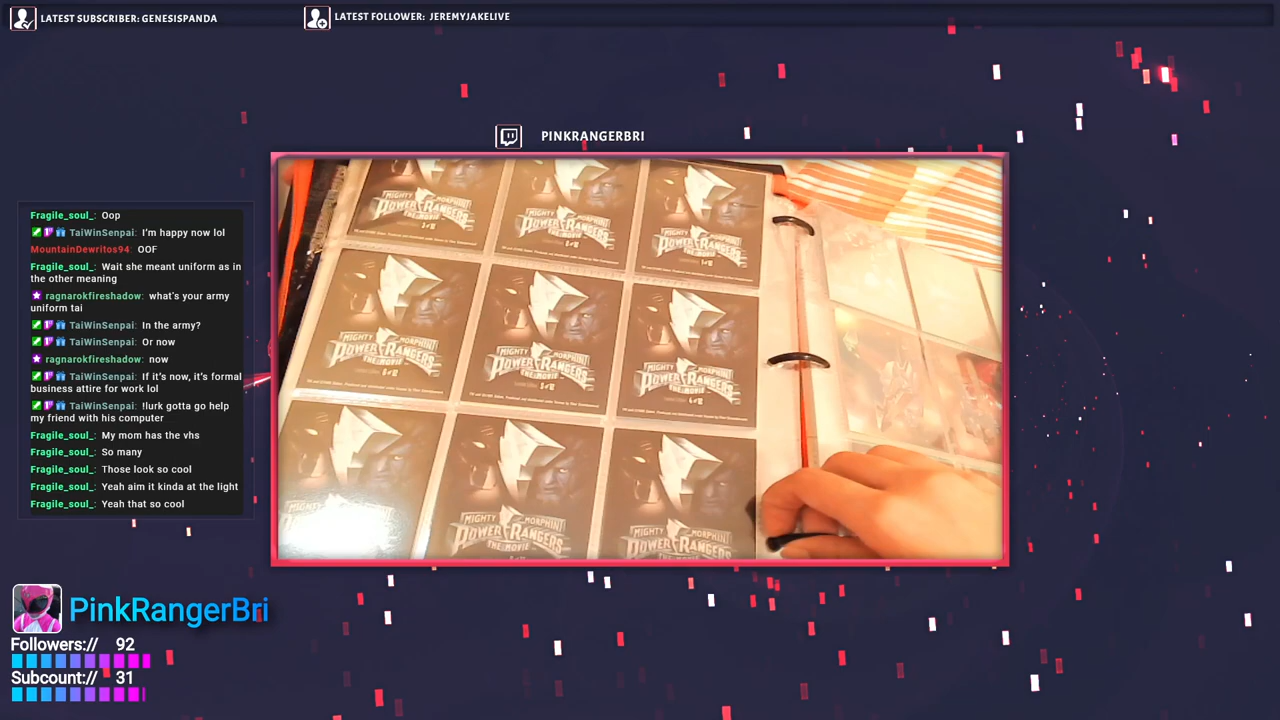 LATEST SUBSCRIBER: GENESISPANDA
LATEST FOLLOWER: JEREMYJAKELIVE
PINKRANGERBRI
Fragile_soul_: Oop
TaiWinSenpai: I'm happy now lol
MountainDewritos94: OOF
Fragile_soul_: Wait she meant uniform as in
the other meaning
ragnarokfireshadow: what's your army
uniform tai
TaiWinSenpai: In the army?
TaiWinSenpai: Or now
ragnarokfireshadow: now
TaiWinSenpai: If it's now, it's formal
business attire for work lol
TaiWinSenpai: !lurk gotta go help
my friend with his computer
Fragile_soul_: My mom has the vhs
Fragile_soul_: So many
Fragile_soul_: Those look so cool
Fragile_soul_: Yeah aim it kinda at the light
Fragile_soul_: Yeah that so cool
MIGHTY MORPHIN
POWER RANGERS
THE MOVIE
MIGHTY MORPHIN
POWER RANGERS
THE MOVIE
MIGHTY MORPHIN
POWER RANGERS
THE MOVIE
MIGHTY MORPHIN
POWER RANGERS
THE MOVIE
MIGHTY MORPHIN
POWER RANGERS
THE MOVIE
MIGHTY MORPHIN
POWER RANGERS
THE MOVIE
MIGHTY MORPHIN
POWER RANGERS
MIGHTY MORPHIN
POWER RANGERS
THE MOVIE
MIGHTY MORPHIN
POWER RANGERS
THE MOVIE
PinkRangerBri
Followers:// 92
Subcount:// 31